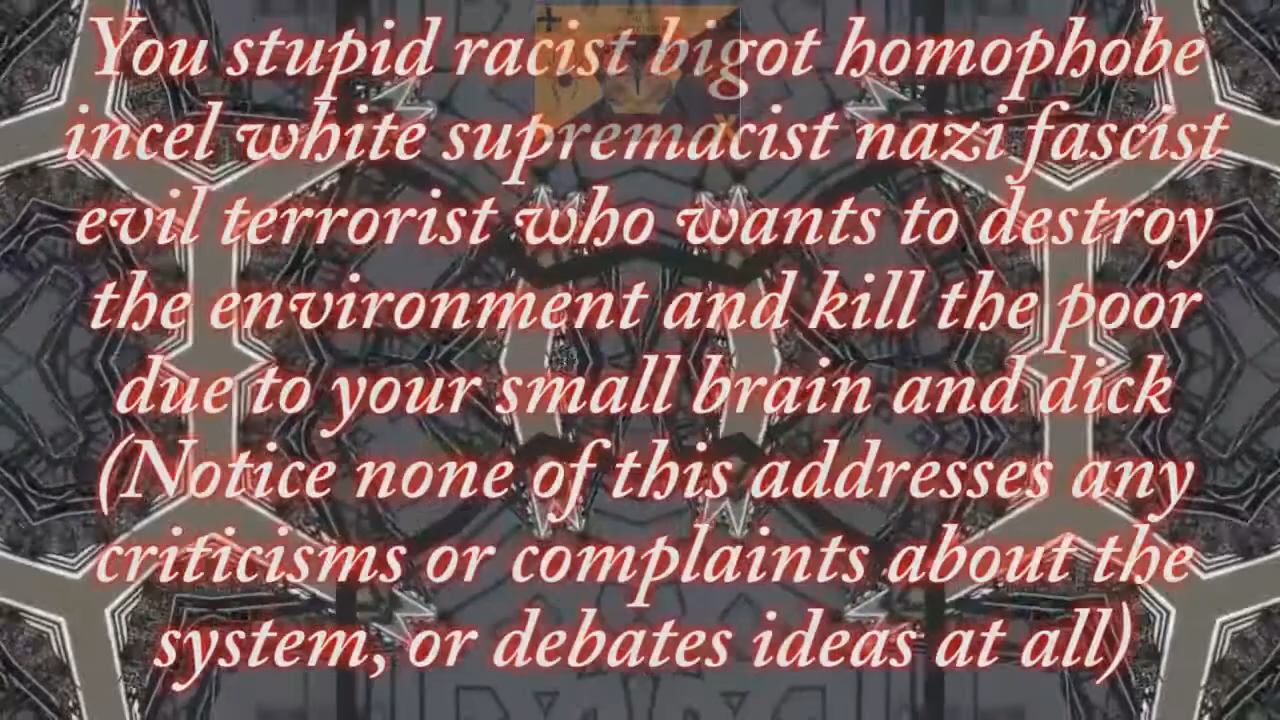 You stupid racist bigot homophobe
incel white supremacist nazi fascist
evil terrorist who wants to destroy
the environment and kill the poor
due to your small brain and dick
(Notice none of this addresses any
criticisms or complaints about the
system, or debates ideas at all)